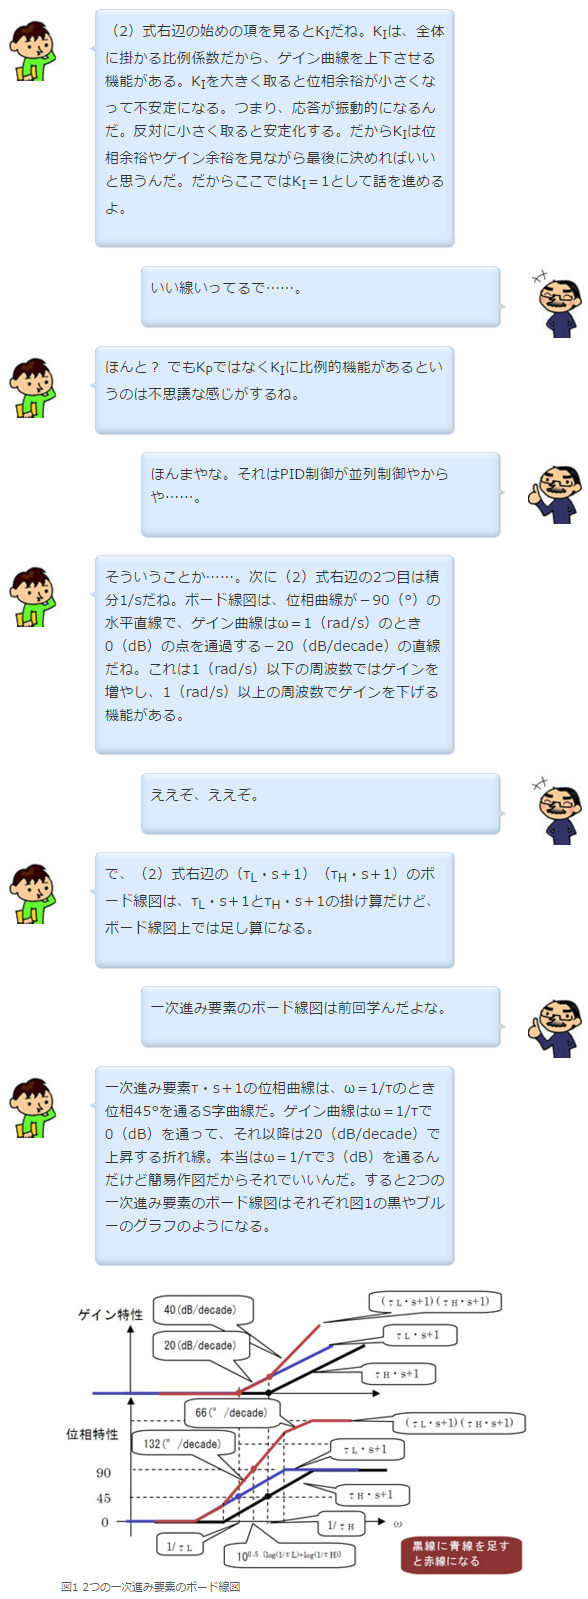 （2）式右辺の始めの項を見るとKIだね。KIは、全体
に掛かる比例係数だから、ゲイン曲線を上下させる
機能がある。KIを大きく取ると位相余裕が小さくな
って不安定になる。つまり、応答が振動的になるん
だ。反対に小さく取ると安定化する。だからKIは位
相余裕やゲイン余裕を見ながら最後に決めればいい
と思うんだ。だからここではKI＝1として話を進める
よ。
いい線いってるで……。
ほんと？ でもKPではなくKIに比例的機能があるとい
うのは不思議な感じがするね。
ほんまやな。それはPID制御が並列制御やから
や……。
そういうことか……。次に（2）式右辺の2つ目は積
分1/sだね。ボード線図は、位相曲線が－90（°）の
水平直線で、ゲイン曲線はω＝1（rad/s）のとき
0（dB）の点を通過する－20（dB/decade）の直線
だね。これは1（rad/s）以下の周波数ではゲインを
増やし、1（rad/s）以上の周波数でゲインを下げる
機能がある。
ええぞ、ええぞ。
で、（2）式右辺の（τL・s＋1）（τH・s＋1）のボ
ード線図は、τL・s＋1とτH・s＋1の掛け算だけど、
ボード線図上では足し算になる。
一次進み要素のボード線図は前回学んだよな。
一次進み要素τ・s＋1の位相曲線は、ω＝1/τのとき
位相45°を通るS字曲線だ。ゲイン曲線はω＝1/τで
0（dB）を通って、それ以降は20（dB/decade）で
上昇する折れ線。本当はω＝1/τで3（dB）を通るん
だけど簡易作図だからそれでいいんだ。すると2つの
一次進み要素のボード線図はそれぞれ図1の黒やブル
ーのグラフのようになる。
ゲイン特性
40(dB/decade)
(τL・s+1)(τH・s+1)
20(dB/decade)
τL・s+1
τH・s+1
66(°/decade)
(τL・s+1)(τH・s+1)
位相特性
132(°/decade)
τL・s+1
90
τH・s+1
45
0
ω
1/τL
1/τH
10^0.5 (log(1/τL)+log(1/τH))
黒線に青線を足す
と赤線になる
図1 2つの一次進み要素のボード線図